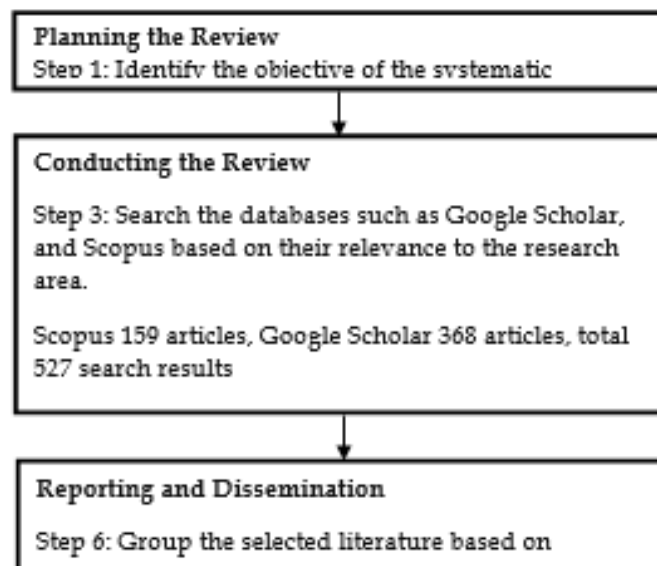 Planning the Review
Step 1: Identify the objective of the systematic
Conducting the Review
Step 3: Search the databases such as Google Scholar,
and Scopus based on their relevance to the research
area.
Scopus 159 articles, Google Scholar 368 articles, total
527 search results
Reporting and Dissemination
Step 6: Group the selected literature based on